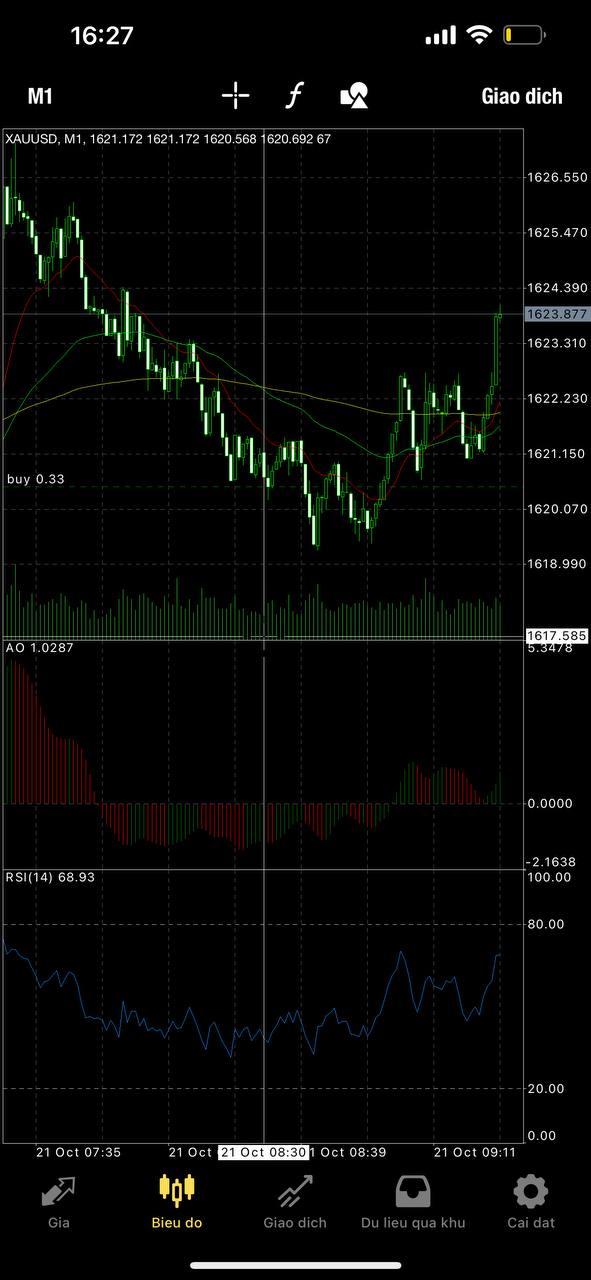 16:27
M1 Giao dich
XAUUSD, M1, 1621.172 1621.172 1620.568 1620.692 67
1626.550
1625.470
1624.390
1623.877
1623.310
1622.230
1621.150
buy 0.33
1620.070
1618.990
1617.585
AO 1.0287
5.3478
0.0000
-2.1638
RSI(14) 68.93
100.00
80.00
20.00
0.00
21 Oct 07:35 21 Oct 21 Oct 08:30 1 Oct 08:39 21 Oct 09:11
Gia Bieu do Giao dich Du lieu qua khu Cai dat